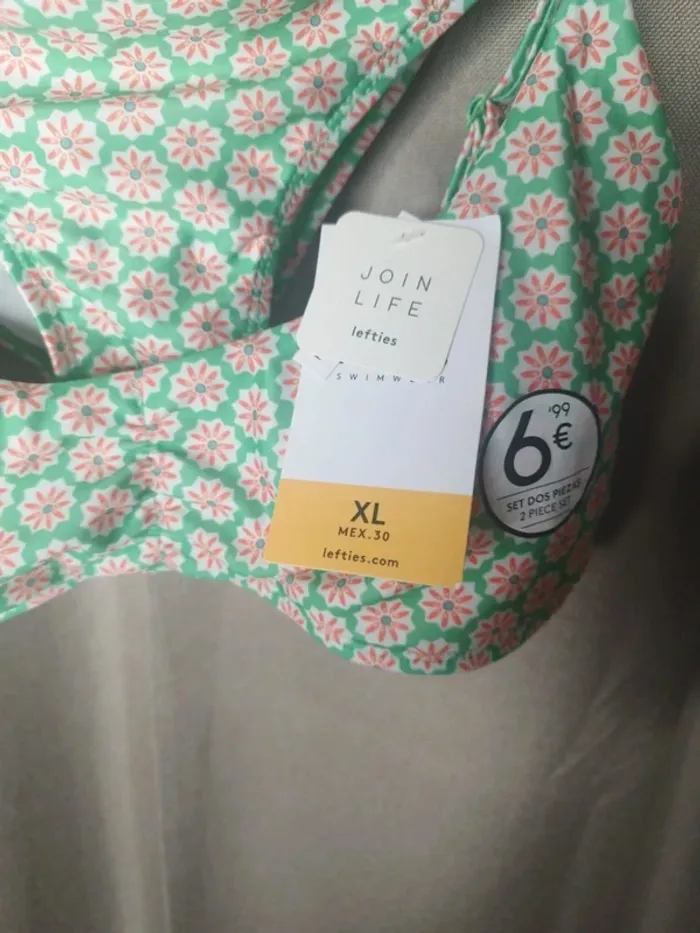 JOIN
LIFE
lefties
SWIMWEAR
XL
MEX.30
lefties.com
6'99
€
SET DOS PIEZAS
2 PIECE SET